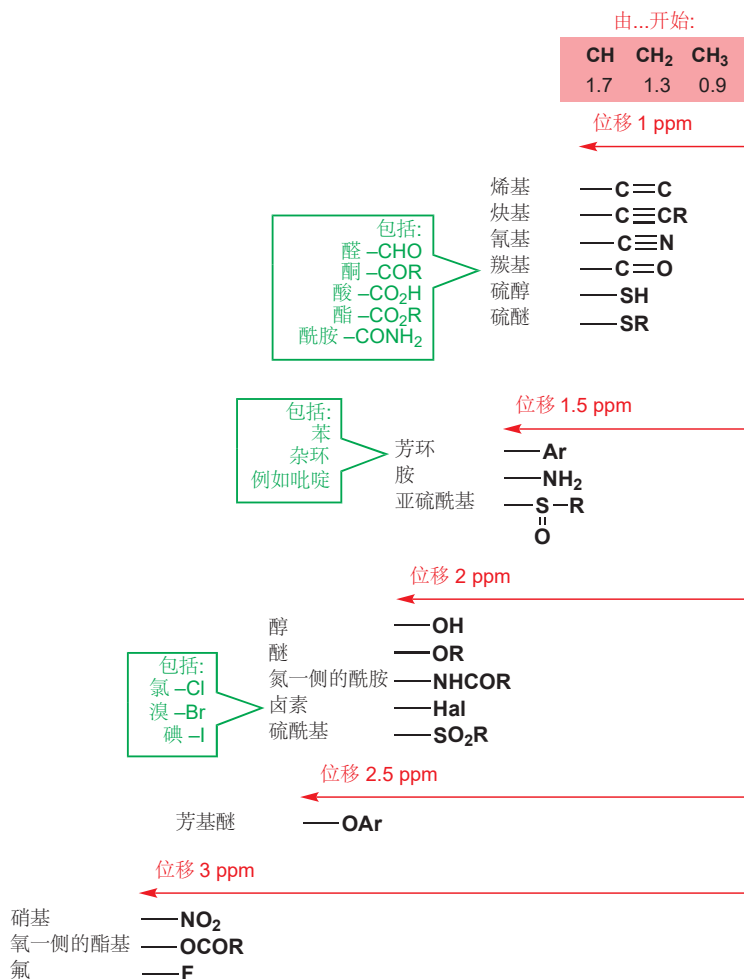 由...开始:
CH CH₂ CH₃
1.7 1.3 0.9
位移 1 ppm
包括:
醛 –CHO
酮 –COR
酸 –CO₂H
酯 –CO₂R
酰胺 –CONH₂
烯基 C=C
炔基 C≡CR
氰基 C≡N
羰基 C=O
硫醇 SH
硫醚 SR
位移 1.5 ppm
包括:
苯
杂环
例如吡啶
芳环 Ar
胺 NH₂
亚硫酰基 S–R
O
位移 2 ppm
包括:
氯 –Cl
溴 –Br
碘 –I
醇 OH
醚 OR
氮一侧的酰胺 NHCOR
卤素 Hal
硫酰基 SO₂R
位移 2.5 ppm
芳基醚 OAr
位移 3 ppm
硝基 NO₂
氧一侧的酯基 OCOR
氟 F